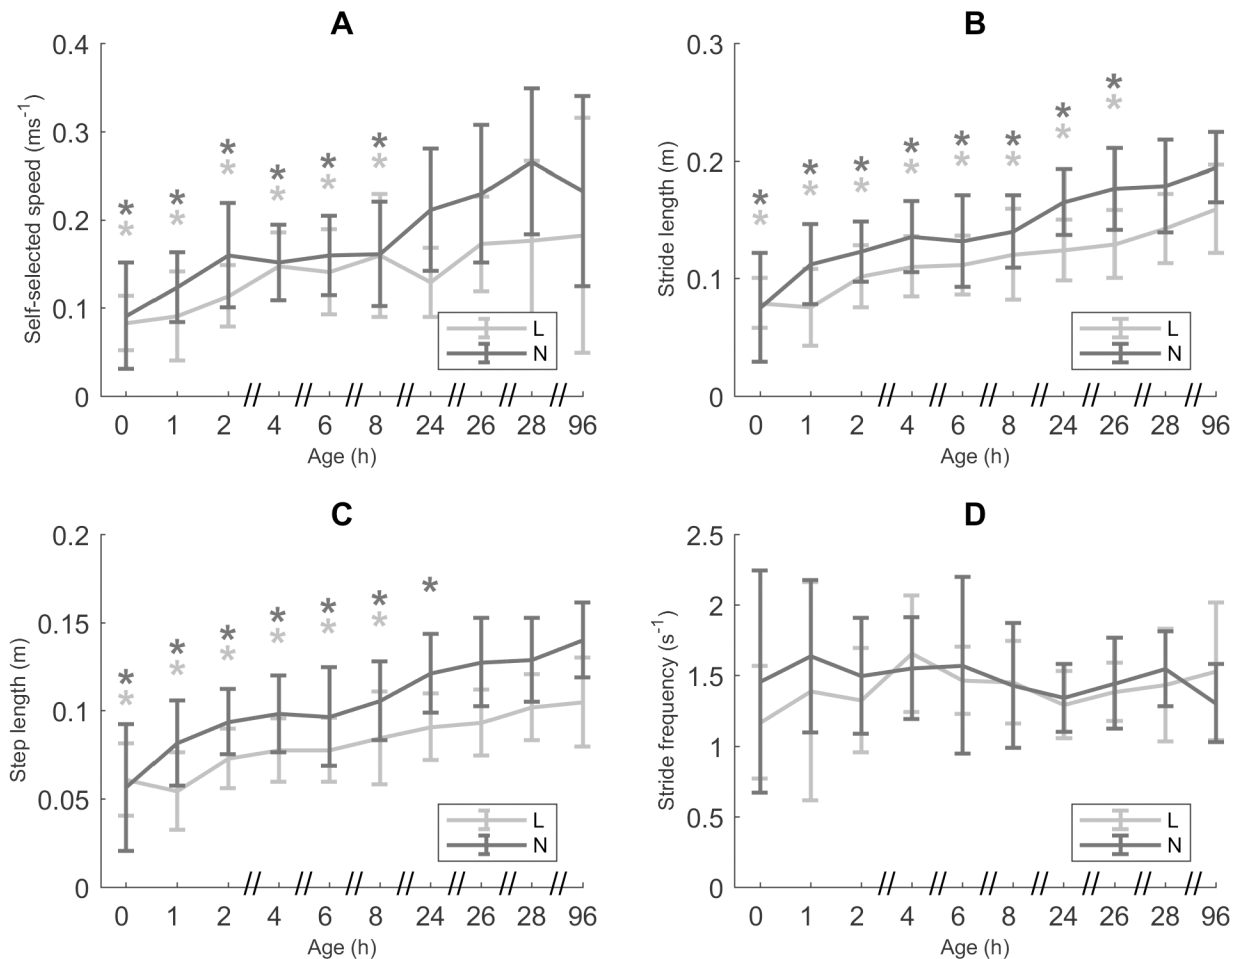 A
Self-selected speed (ms-1)
0.4
0.3
0.2
0.1
0
* * * * * *
* * * * * *
0 1 2 // 4 // 6 // 8 // 24 // 26 // 28 // 96
Age (h)
L
N
B
Stride length (m)
0.3
0.2
0.1
0
* * * * * * * *
* * * * * * * *
0 1 2 // 4 // 6 // 8 // 24 // 26 // 28 // 96
Age (h)
L
N
C
Step length (m)
0.2
0.15
0.1
0.05
0
* * * * * * *
* * * * * *
0 1 2 // 4 // 6 // 8 // 24 // 26 // 28 // 96
Age (h)
L
N
D
Stride frequency (s-1)
2.5
2
1.5
1
0.5
0
0 1 2 // 4 // 6 // 8 // 24 // 26 // 28 // 96
Age (h)
L
N